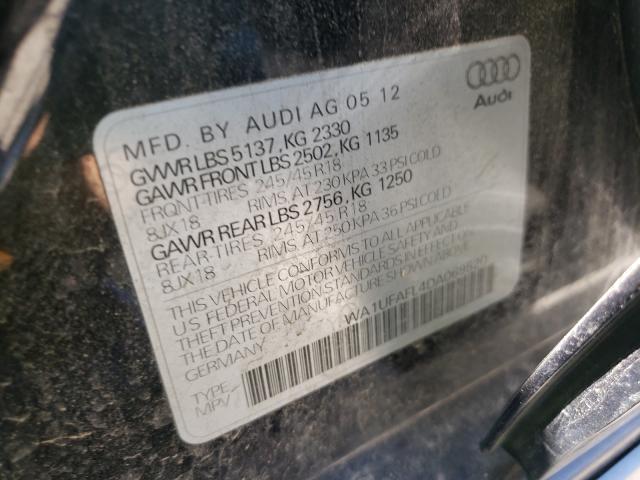 Audi
MFD. BY AUDI AG 05 12
GVWR LBS 5137, KG 2330
GAWR FRONT LBS 2502, KG 1135
FRONT-TIRES 245/45 R18
8JX18 RIMS, AT 230 KPA 33 PSI COLD
GAWR REAR LBS 2756, KG 1250
REAR-TIRES 245/45 R18
8JX18 RIMS, AT 250 KPA 36 PSI COLD
THIS VEHICLE CONFORMS TO ALL APPLICABLE
US FEDERAL MOTOR VEHICLE SAFETY AND
THEFT PREVENTION STANDARDS IN EFFECT ON
THE DATE OF MANUFACTURE SHOWN ABOVE
GERMANY
TYPE
MPV